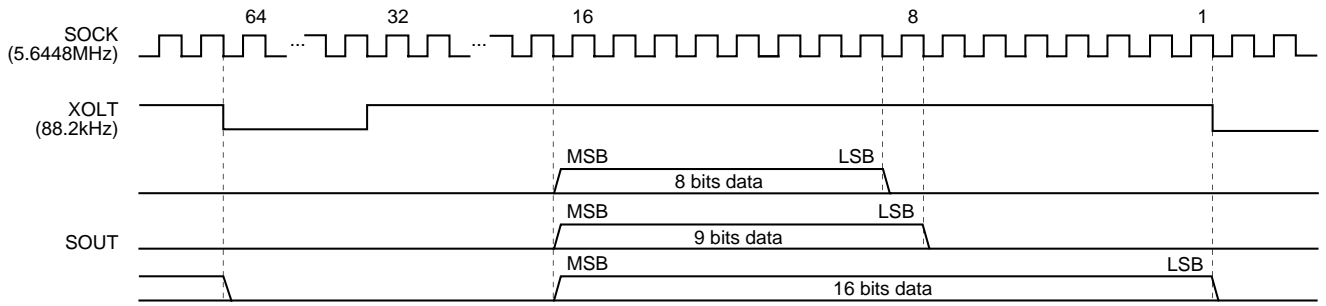 64 32 16 8 1
SOCK
(5.6448MHz)
... ...
XOLT
(88.2kHz)
MSB LSB
8 bits data
MSB LSB
9 bits data
SOUT
MSB LSB
16 bits data